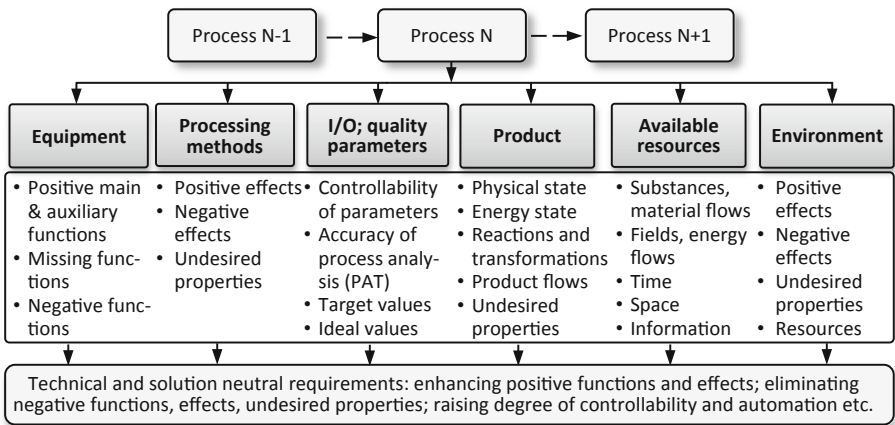 Process N-1
Process N
Process N+1
Equipment
Processing
methods
I/O; quality
parameters
Product
Available
resources
Environment
• Positive main
& auxiliary
functions
• Missing func-
tions
• Negative func-
tions
• Positive effects
• Negative
effects
• Undesired
properties
• Controllability
of parameters
• Accuracy of
process analy-
sis (PAT)
• Target values
• Ideal values
• Physical state
• Energy state
• Reactions and
transformations
• Product flows
• Undesired
properties
• Substances,
material flows
• Fields, energy
flows
• Time
• Space
• Information
• Positive
effects
• Negative
effects
• Undesired
properties
• Resources
Technical and solution neutral requirements: enhancing positive functions and effects; eliminating
negative functions, effects, undesired properties; raising degree of controllability and automation etc.